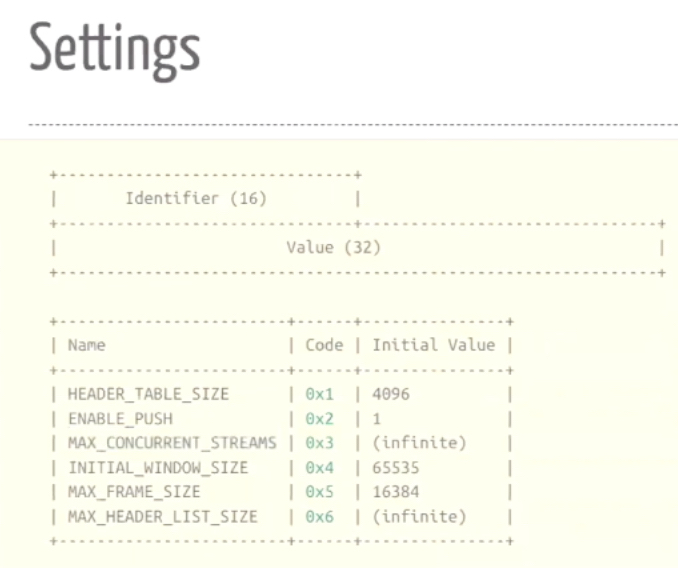 Settings
+-------------------------------+
| Identifier (16) |
+-------------------------------+-------------------------------+
| Value (32) |
+---------------------------------------------------------------+
+------------------------+------+---------------+
| Name | Code | Initial Value |
+------------------------+------+---------------+
| HEADER_TABLE_SIZE | 0x1 | 4096 |
| ENABLE_PUSH | 0x2 | 1 |
| MAX_CONCURRENT_STREAMS | 0x3 | (infinite) |
| INITIAL_WINDOW_SIZE | 0x4 | 65535 |
| MAX_FRAME_SIZE | 0x5 | 16384 |
| MAX_HEADER_LIST_SIZE | 0x6 | (infinite) |
+------------------------+------+---------------+